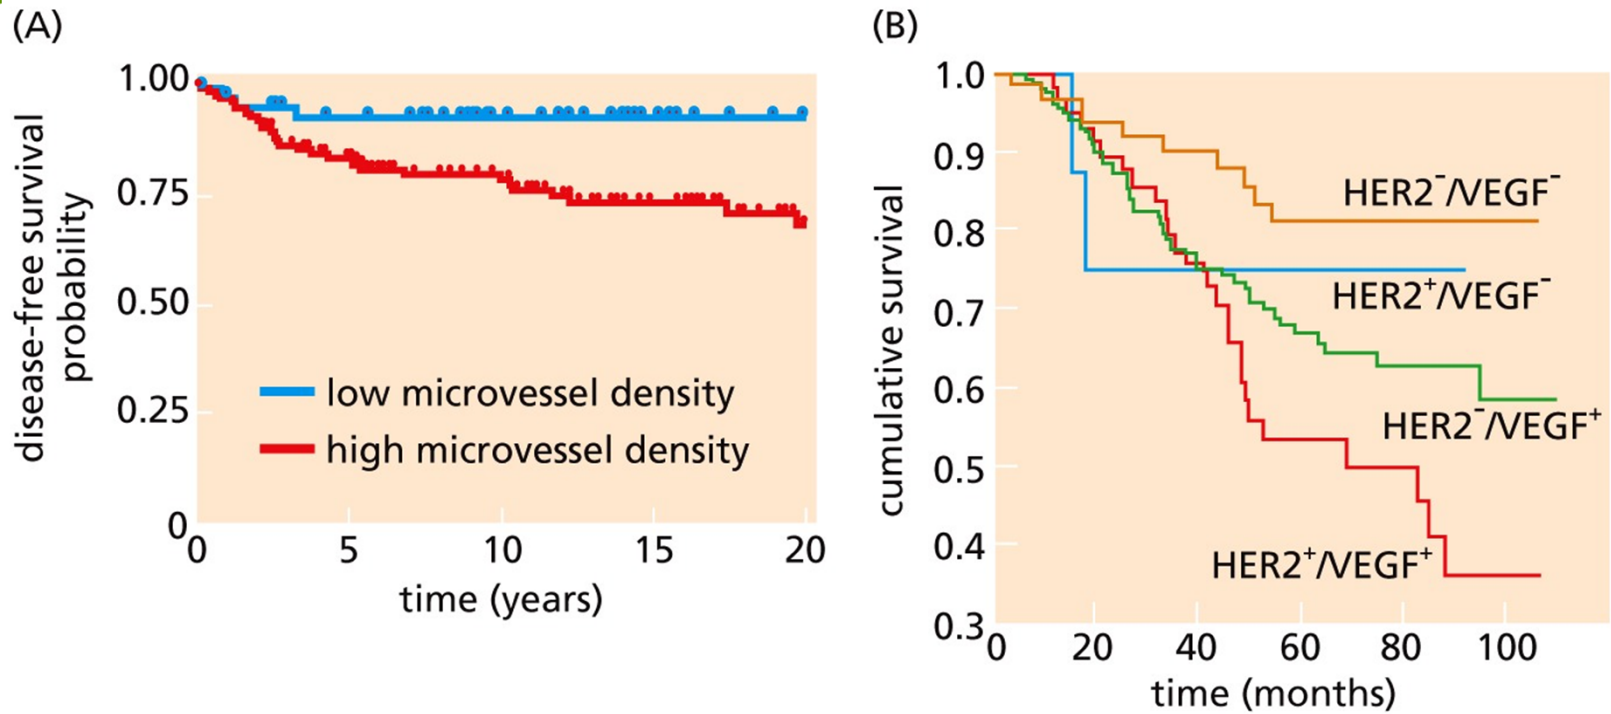 (A)
disease-free survival
probability
1.00
0.75
0.50
0.25
0
low microvessel density
high microvessel density
0 5 10 15 20
time (years)
(B)
cumulative survival
1.0
0.9
0.8
0.7
0.6
0.5
0.4
0.3
HER2⁻/VEGF⁻
HER2⁺/VEGF⁻
HER2⁻/VEGF⁺
HER2⁺/VEGF⁺
0 20 40 60 80 100
time (months)